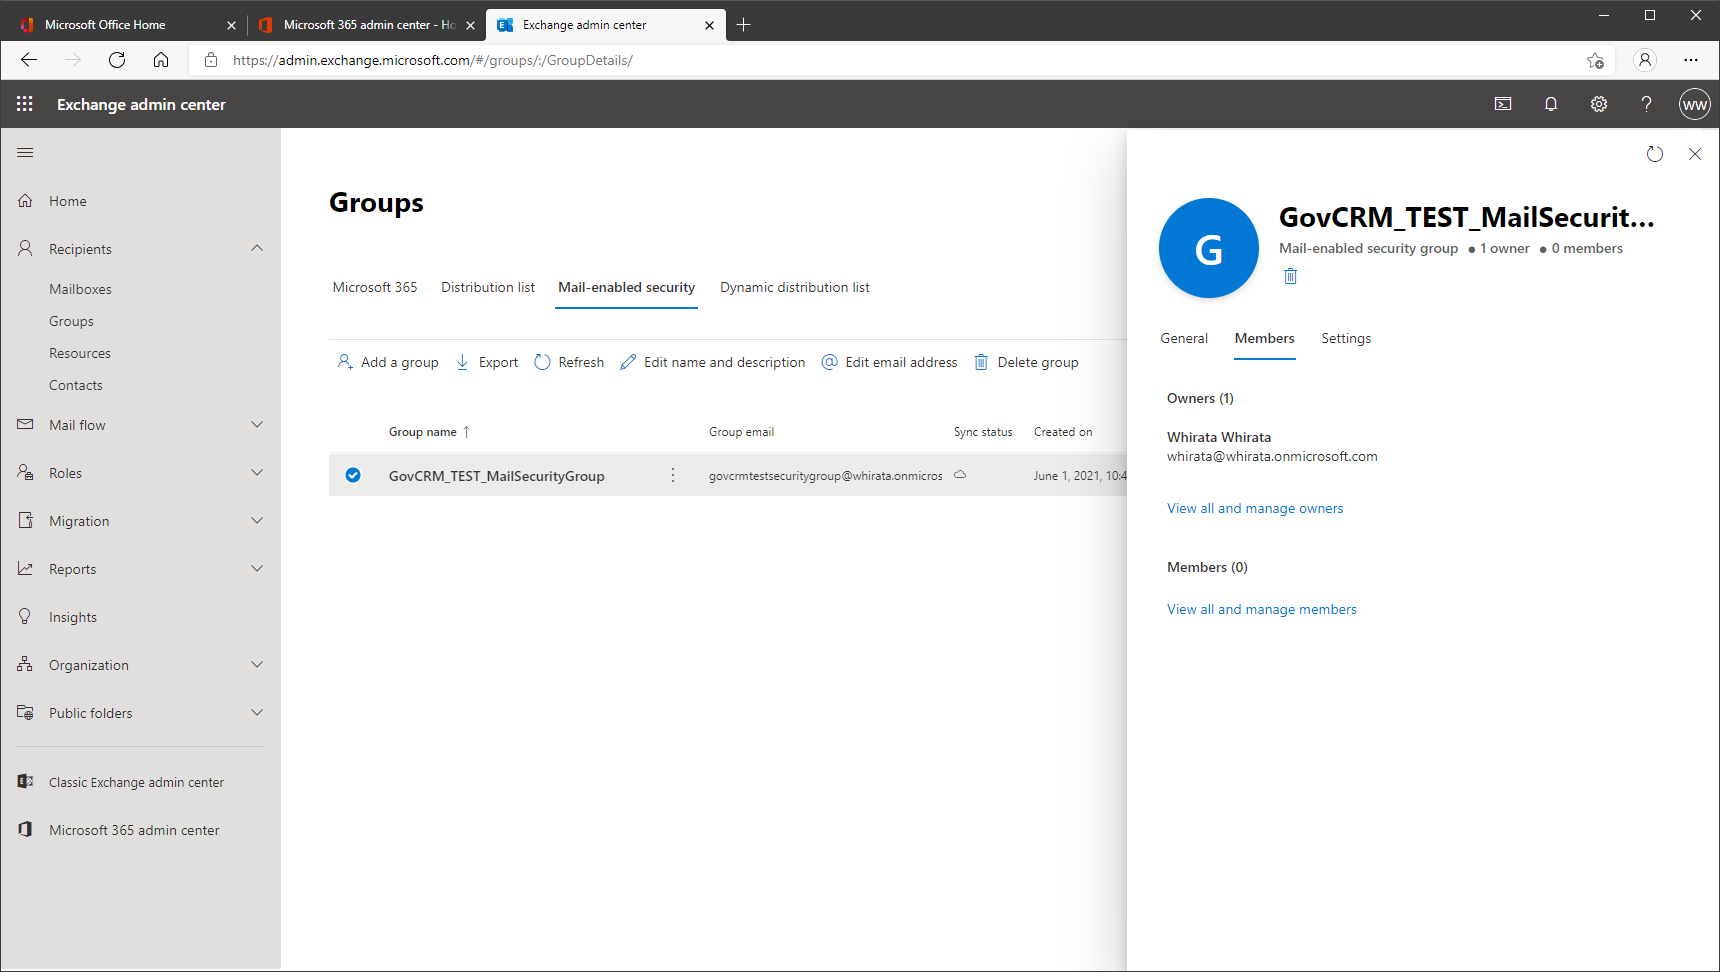 Microsoft Office Home
Microsoft 365 admin center - Ho
Exchange admin center
https://admin.exchange.microsoft.com/#/groups/:/GroupDetails/
Exchange admin center
WW
Home
Recipients
Mailboxes
Groups
Resources
Contacts
Mail flow
Roles
Migration
Reports
Insights
Organization
Public folders
Classic Exchange admin center
Microsoft 365 admin center
Groups
Microsoft 365 Distribution list Mail-enabled security Dynamic distribution list
Add a group Export Refresh Edit name and description Edit email address Delete group
Group name ↑ Group email Sync status Created on
GovCRM_TEST_MailSecurityGroup govcrmtestsecuritygroup@whirata.onmicros June 1, 2021, 10:4
G
GovCRM_TEST_MailSecurit...
Mail-enabled security group ● 1 owner ● 0 members
General Members Settings
Owners (1)
Whirata Whirata
whirata@whirata.onmicrosoft.com
View all and manage owners
Members (0)
View all and manage members